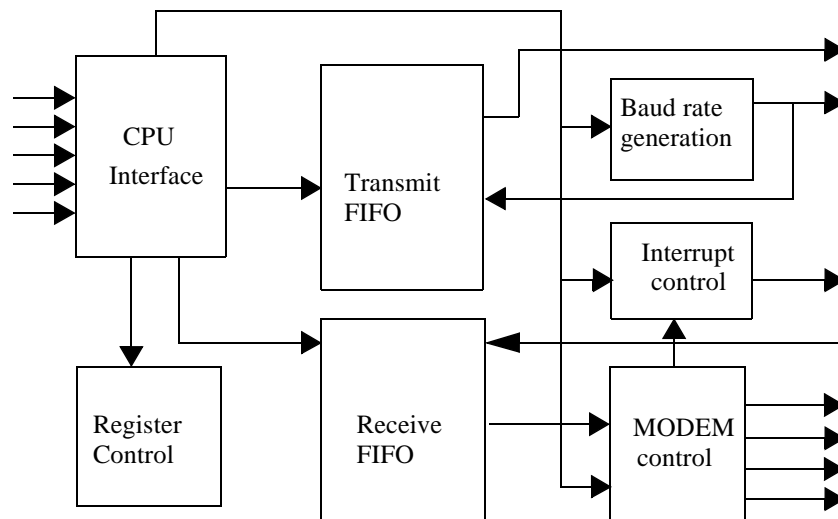 CPU
Interface
Transmit
FIFO
Baud rate
generation
Interrupt
control
Register
Control
Receive
FIFO
MODEM
control